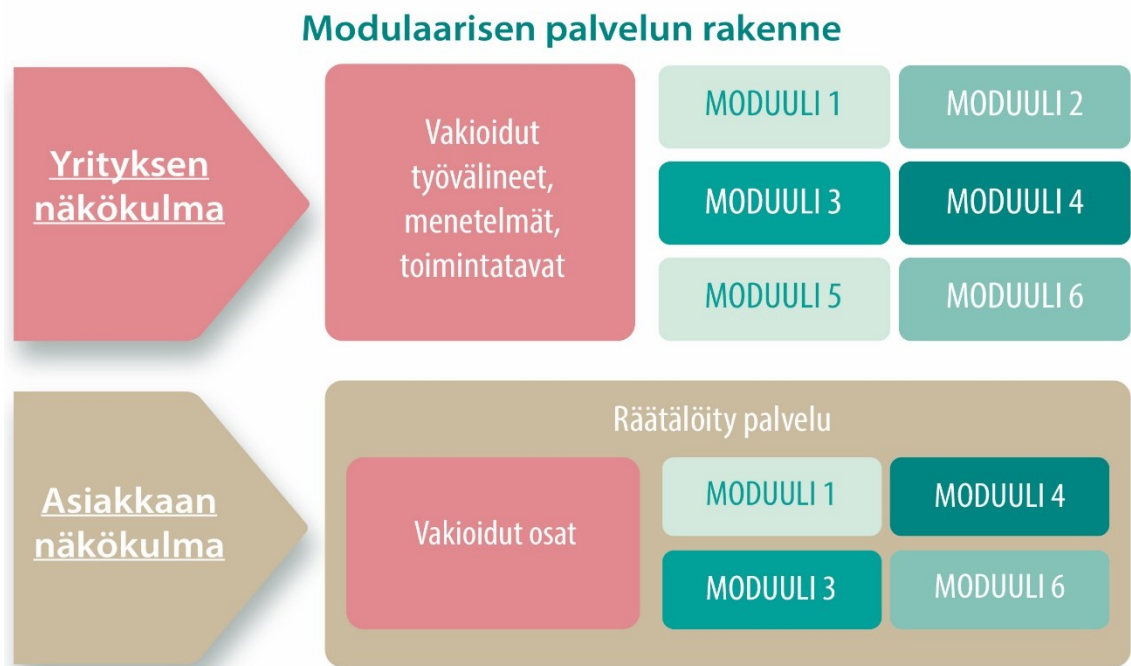 Modulaarisen palvelun rakenne
Yrityksen
näkökulma
Vakioidut
työvälineet,
menetelmät,
toimintatavat
MODUULI 1
MODUULI 2
MODUULI 3
MODUULI 4
MODUULI 5
MODUULI 6
Asiakkaan
näkökulma
Räätälöity palvelu
Vakioidut osat
MODUULI 1
MODUULI 4
MODUULI 3
MODUULI 6